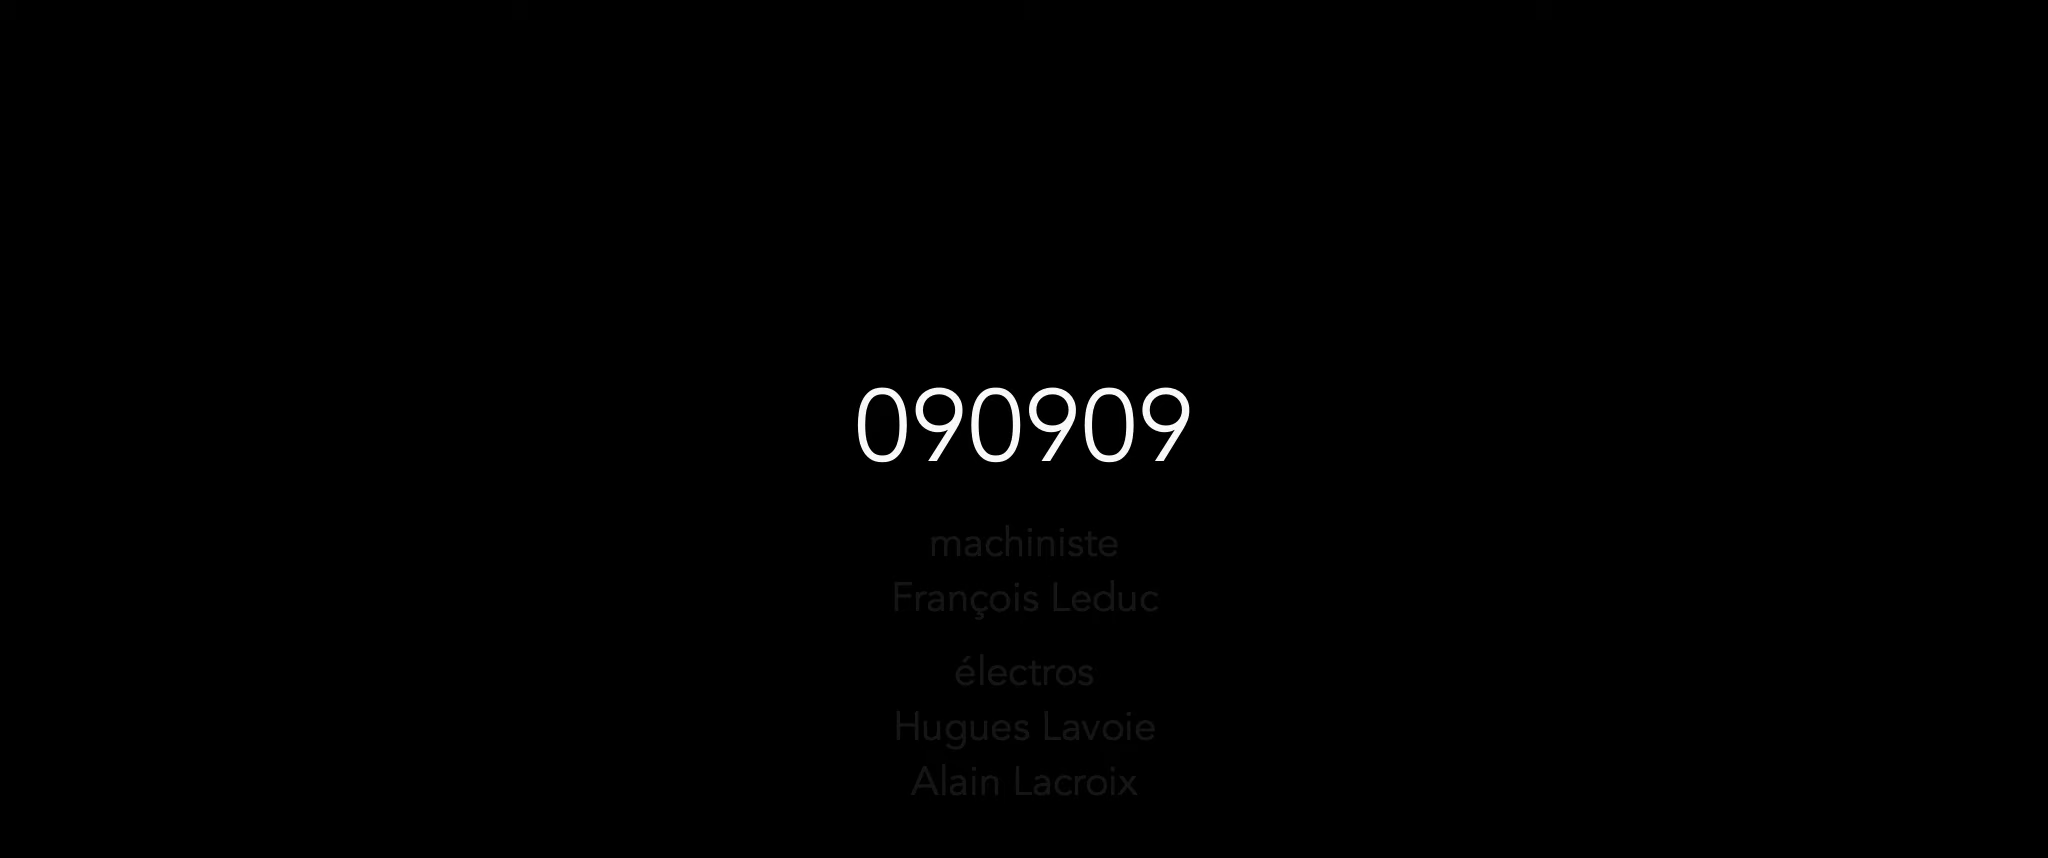 090909
machiniste
François Leduc
électros
Hugues Lavoie
Alain Lacroix